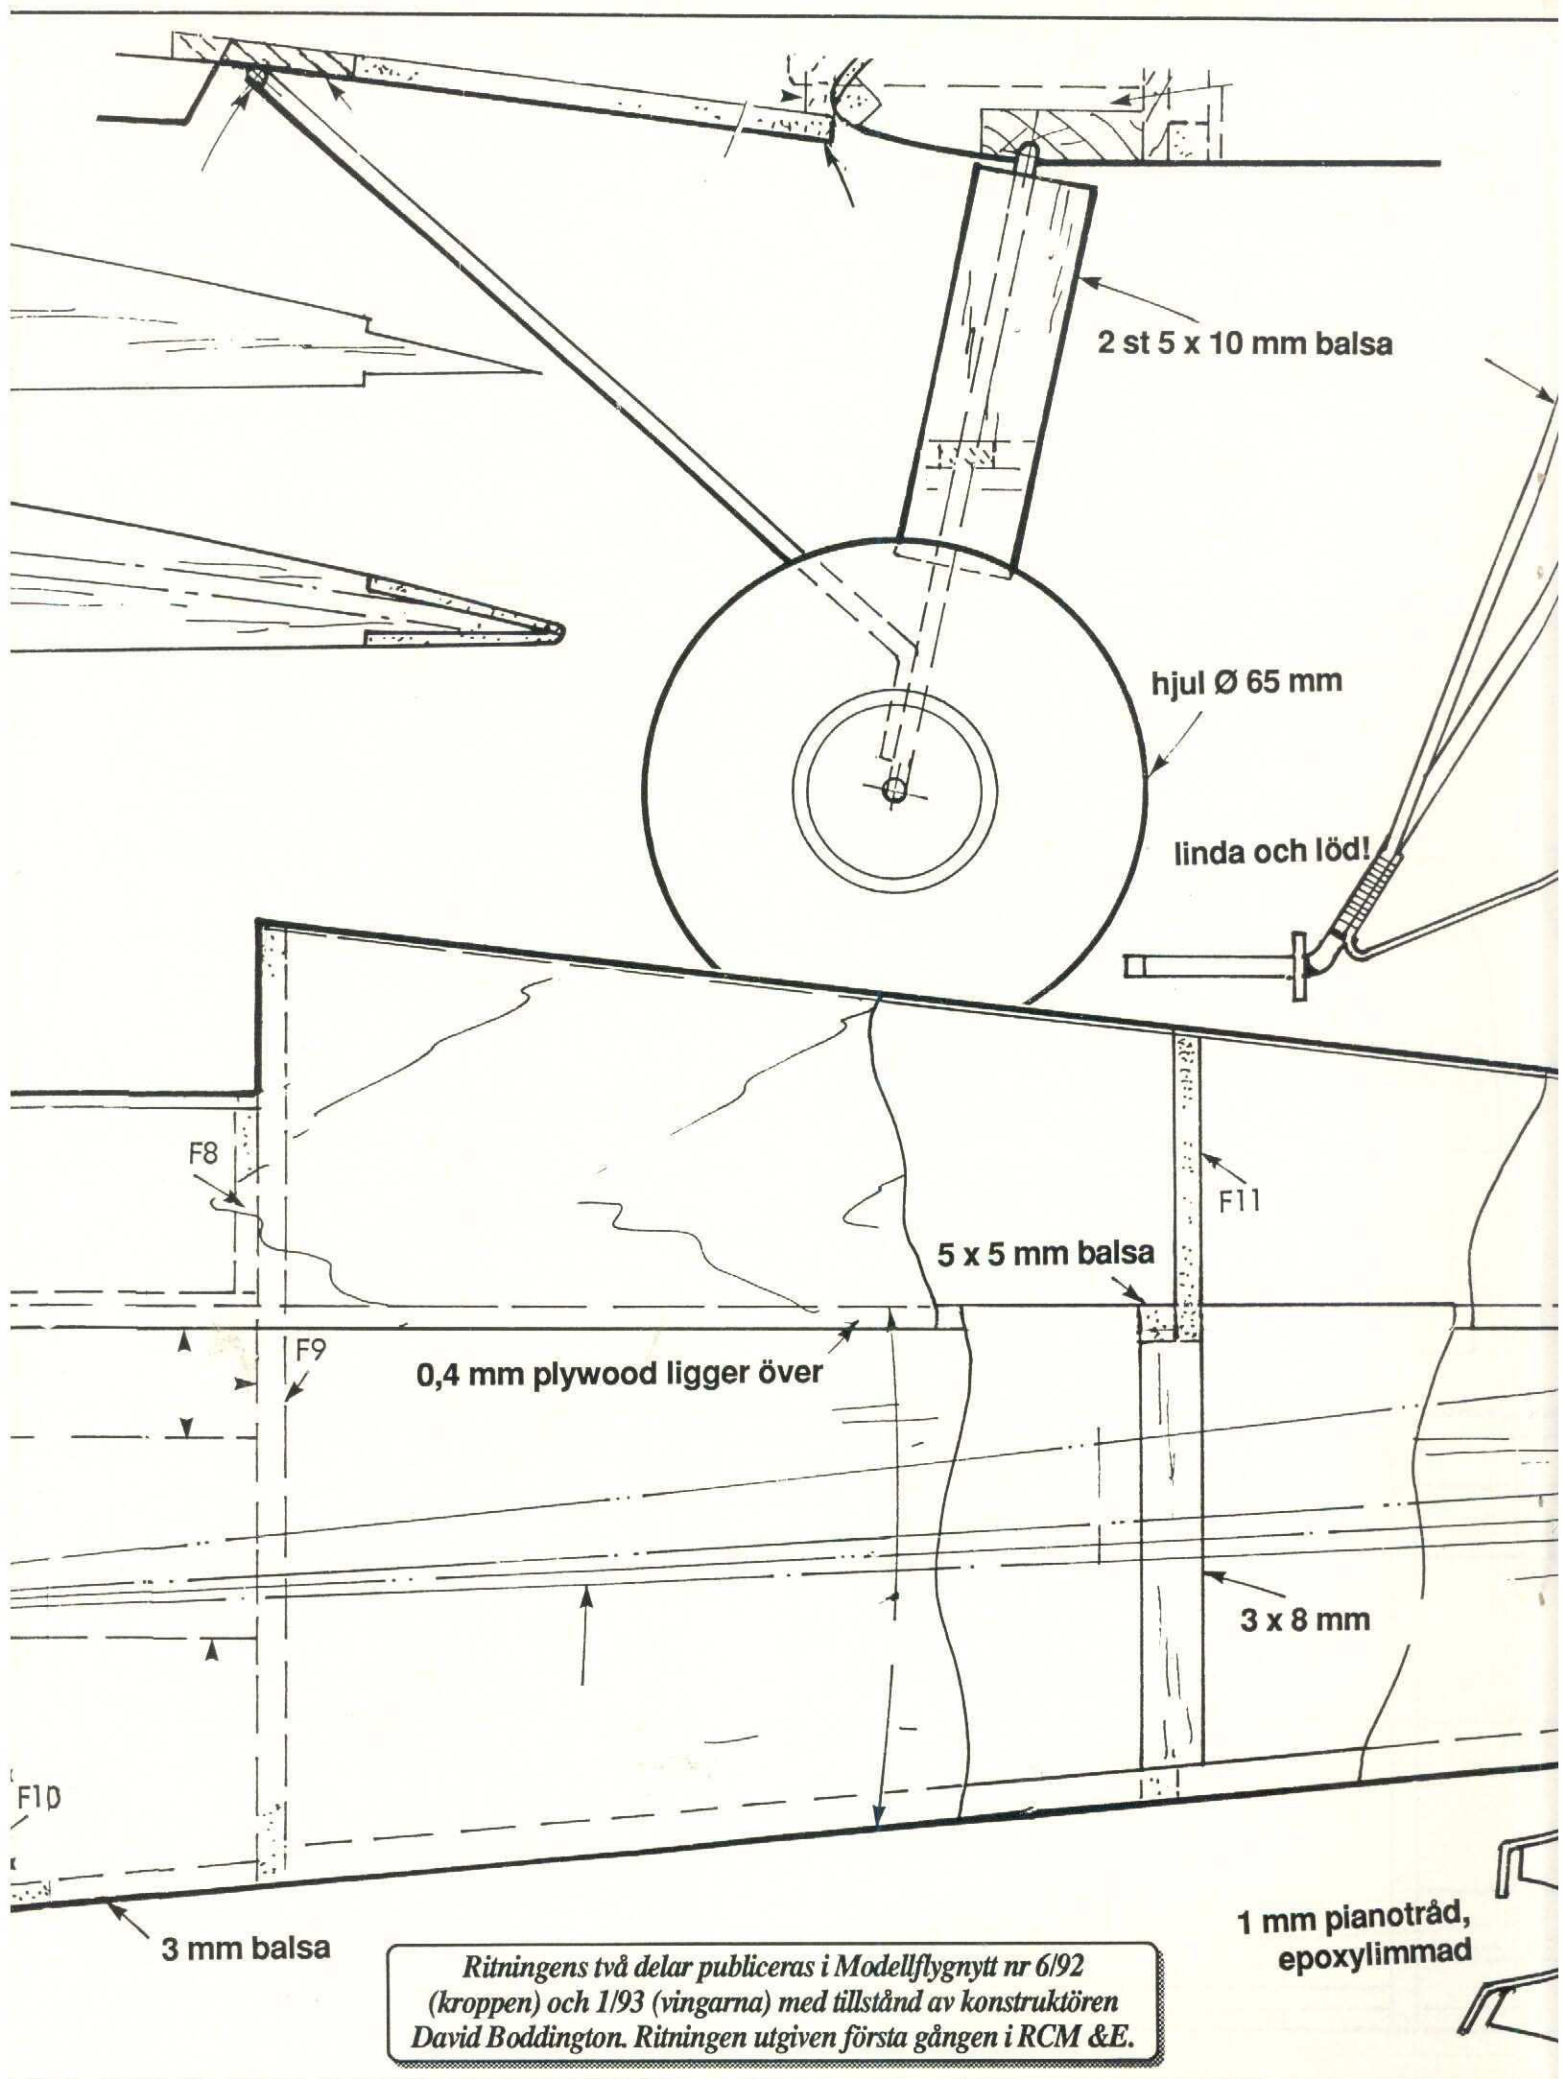 2 st 5 x 10 mm balsa
hjul Ø 65 mm
linda och löd!
F8
F11
5 x 5 mm balsa
F9
0,4 mm plywood ligger över
3 x 8 mm
F10
3 mm balsa
1 mm pianotråd,
epoxylimmad
Ritningens två delar publiceras i Modellflygnytt nr 6/92
(kroppen) och 1/93 (vingarna) med tillstånd av konstruktören
David Boddington. Ritningen utgiven första gången i RCM &E.